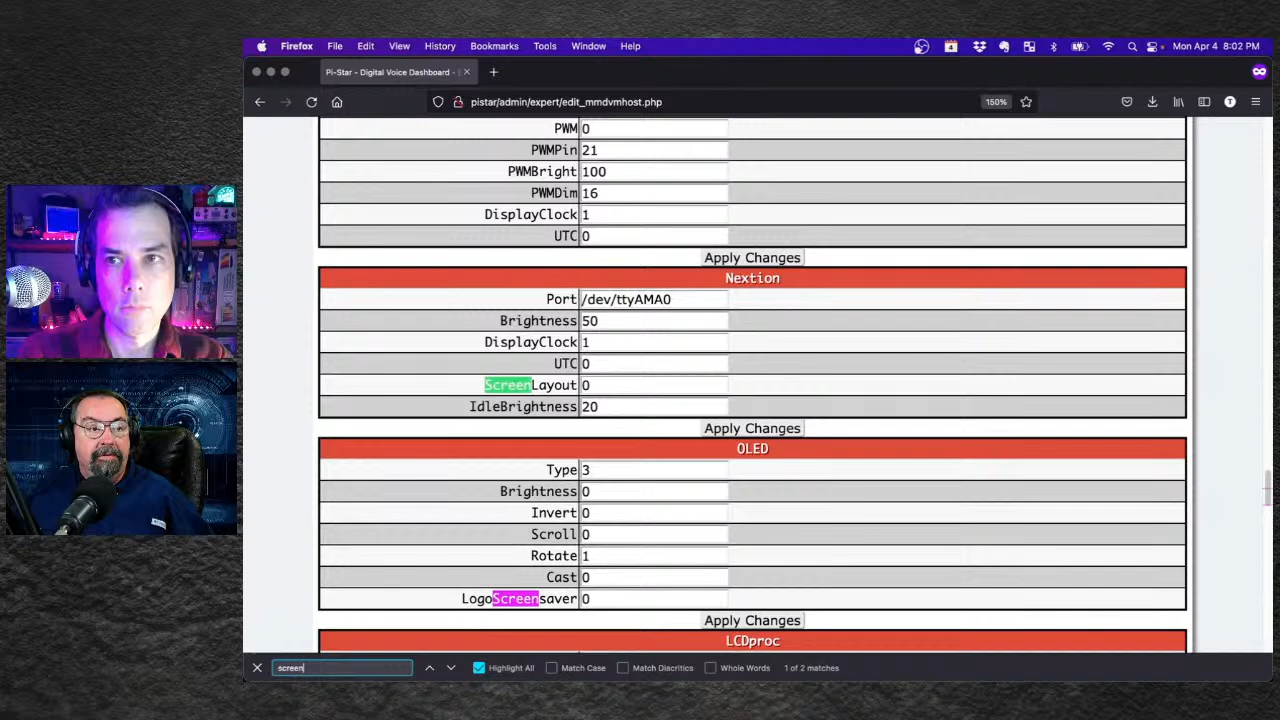 Firefox File Edit View History Bookmarks Tools Window Help 4 Mon Apr 4 8:02 PM
Pi-Star - Digital Voice Dashboard -
pistar/admin/expert/edit_mmdvmhost.php 150% T
PWM 0
PWMPin 21
PWMBright 100
PWMDim 16
DisplayClock 1
UTC 0
Apply Changes
Nextion
Port /dev/ttyAMA0
Brightness 50
DisplayClock 1
UTC 0
ScreenLayout 0
IdleBrightness 20
Apply Changes
OLED
Type 3
Brightness 0
Invert 0
Scroll 0
Rotate 1
Cast 0
LogoScreensaver 0
Apply Changes
LCDproc
screen Highlight All Match Case Match Diacritics Whole Words 1 of 2 matches